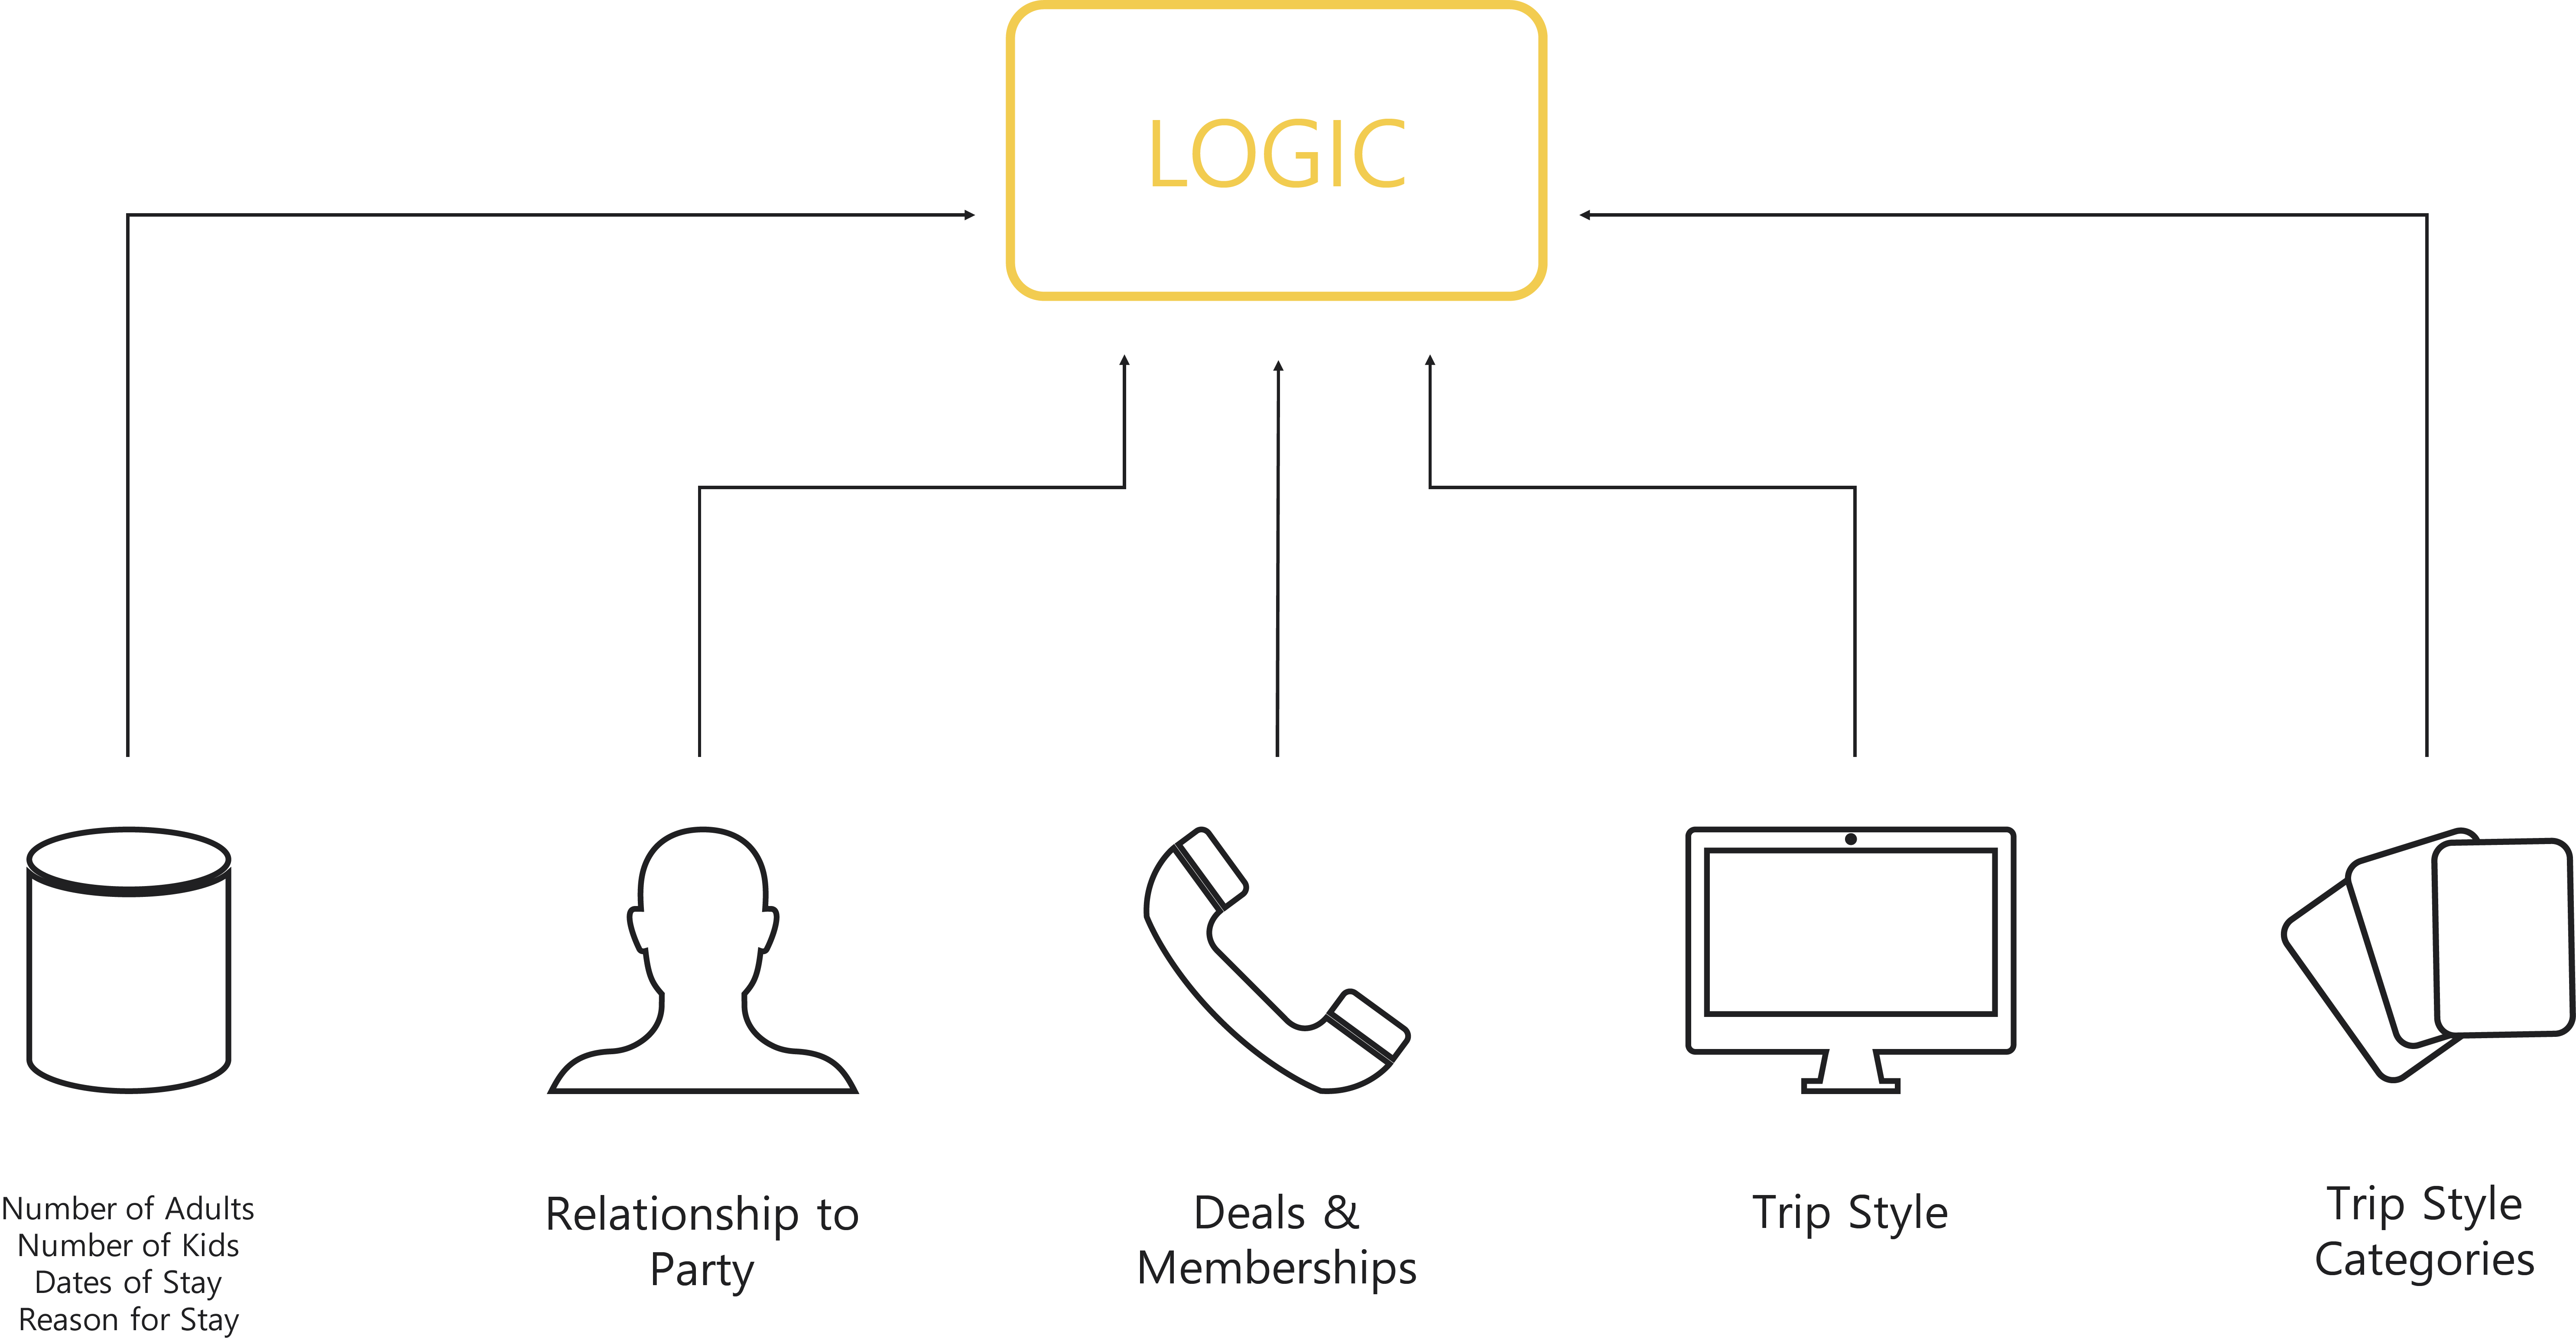 LOGIC
Number of Adults
Number of Kids
Dates of Stay
Reason for Stay
Relationship to
Party
Deals &
Memberships
Trip Style
Trip Style
Categories